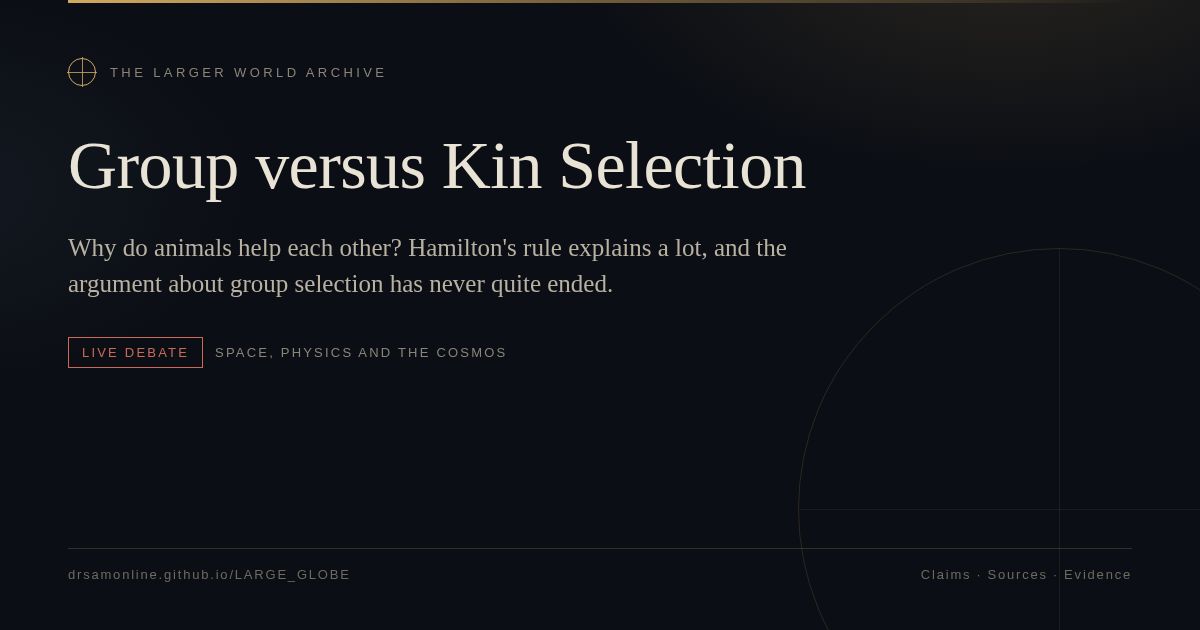 THE LARGER WORLD ARCHIVE
Group versus Kin Selection
Why do animals help each other? Hamilton's rule explains a lot, and the
argument about group selection has never quite ended.
LIVE DEBATE SPACE, PHYSICS AND THE COSMOS
drsamonline.github.io/LARGE_GLOBE Claims · Sources · Evidence